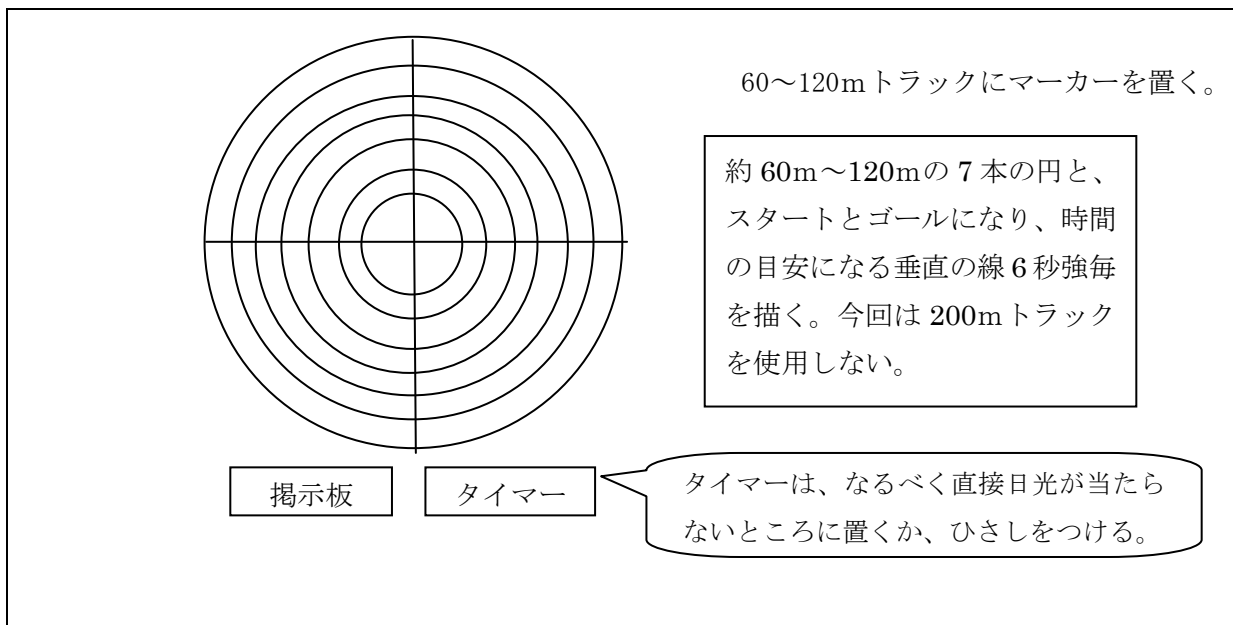 60～120ｍトラックにマーカーを置く。
約 60ｍ～120ｍの 7 本の円と、
スタートとゴールになり、時間
の目安になる垂直の線 6 秒強毎
を描く。今回は 200ｍトラック
を使用しない。
掲示板
タイマー
タイマーは、なるべく直接日光が当たら
ないところに置くか、ひさしをつける。